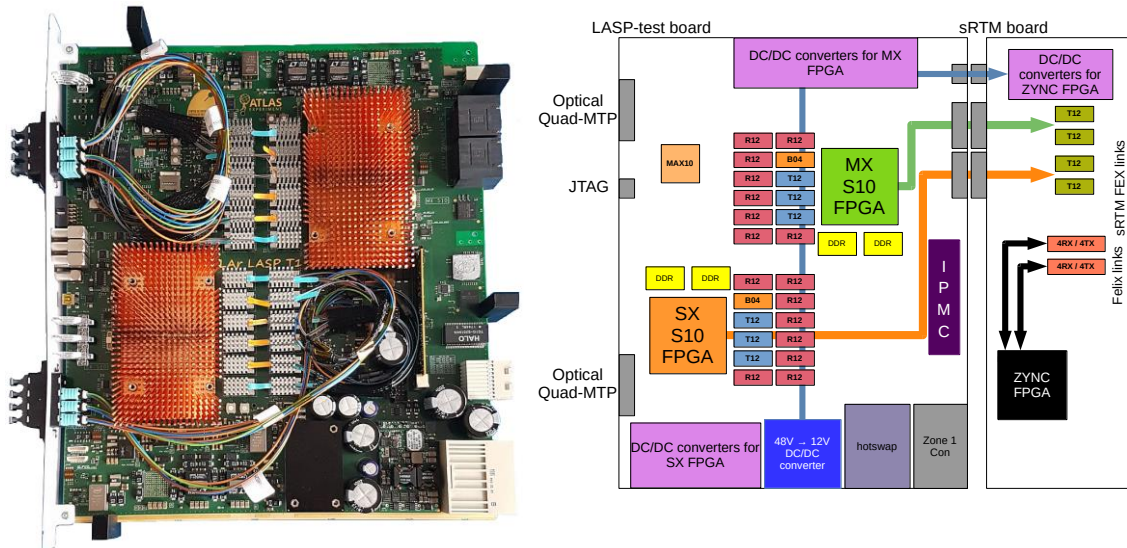 ATLAS
EXPERIMENT
LAr LASP T1
HALO
LASP-test board
sRTM board
DC/DC converters for MX
FPGA
DC/DC
converters for
ZYNC FPGA
Optical
Quad-MTP
JTAG
MAX10
R12
R12
R12
B04
R12
T12
R12
T12
R12
T12
R12
R12
MX
S10
FPGA
DDR
DDR
T12
T12
T12
T12
sRTM FEX links
DDR
DDR
R12
R12
B04
R12
T12
R12
T12
R12
T12
R12
R12
R12
SX
S10
FPGA
I
P
M
C
4RX / 4TX
4RX / 4TX
Felix links
ZYNC
FPGA
Optical
Quad-MTP
DC/DC converters for
SX FPGA
48V → 12V
DC/DC
converter
hotswap
Zone 1
Con